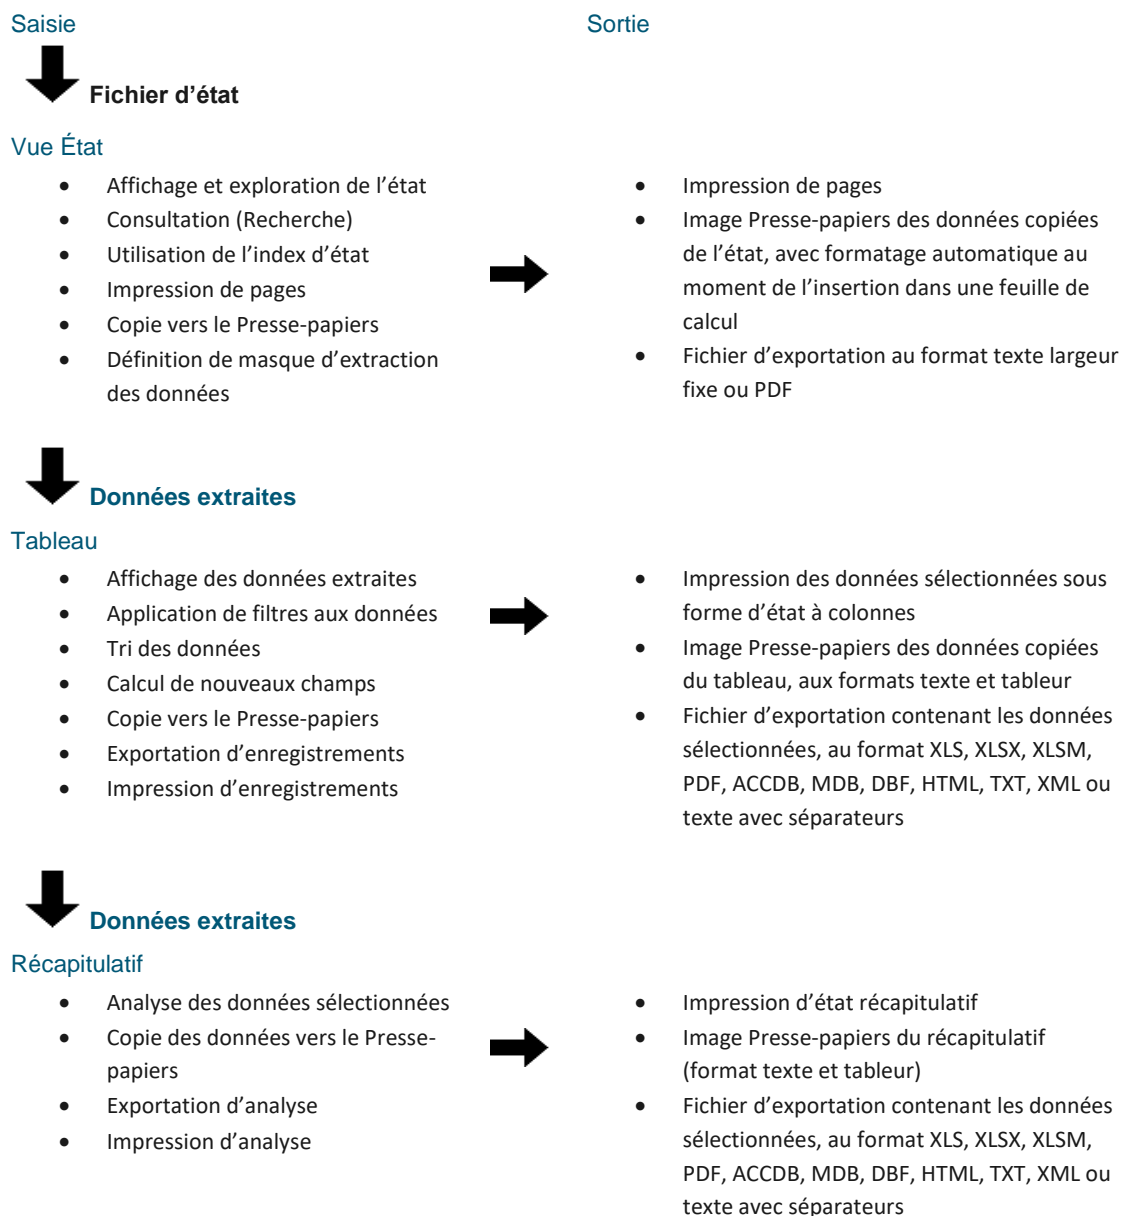 Saisie
Sortie
Fichier d’état
Vue État
• Affichage et exploration de l’état
• Consultation (Recherche)
• Utilisation de l’index d’état
• Impression de pages
• Copie vers le Presse-papiers
• Définition de masque d’extraction
des données
• Impression de pages
• Image Presse-papiers des données copiées
de l’état, avec formatage automatique au
moment de l’insertion dans une feuille de
calcul
• Fichier d’exportation au format texte largeur
fixe ou PDF
Données extraites
Tableau
• Affichage des données extraites
• Application de filtres aux données
• Tri des données
• Calcul de nouveaux champs
• Copie vers le Presse-papiers
• Exportation d’enregistrements
• Impression d’enregistrements
• Impression des données sélectionnées sous
forme d’état à colonnes
• Image Presse-papiers des données copiées
du tableau, aux formats texte et tableur
• Fichier d’exportation contenant les données
sélectionnées, au format XLS, XLSX, XLSM,
PDF, ACCDB, MDB, DBF, HTML, TXT, XML ou
texte avec séparateurs
Données extraites
Récapitulatif
• Analyse des données sélectionnées
• Copie des données vers le Presse-
papiers
• Exportation d’analyse
• Impression d’analyse
• Impression d’état récapitulatif
• Image Presse-papiers du récapitulatif
(format texte et tableur)
• Fichier d’exportation contenant les données
sélectionnées, au format XLS, XLSX, XLSM,
PDF, ACCDB, MDB, DBF, HTML, TXT, XML ou
texte avec séparateurs